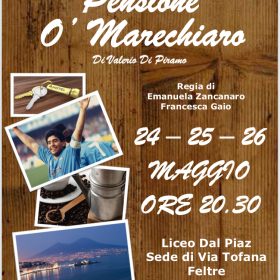 Pensione
O' Marechiaro
Di Valerio Di Piramo
Regia di
Emanuela Zancanaro
Francesca Gaio
24 – 25 – 26
MAGGIO
ORE 20.30
Liceo Dal Piaz
Sede di Via Tofana
Feltre